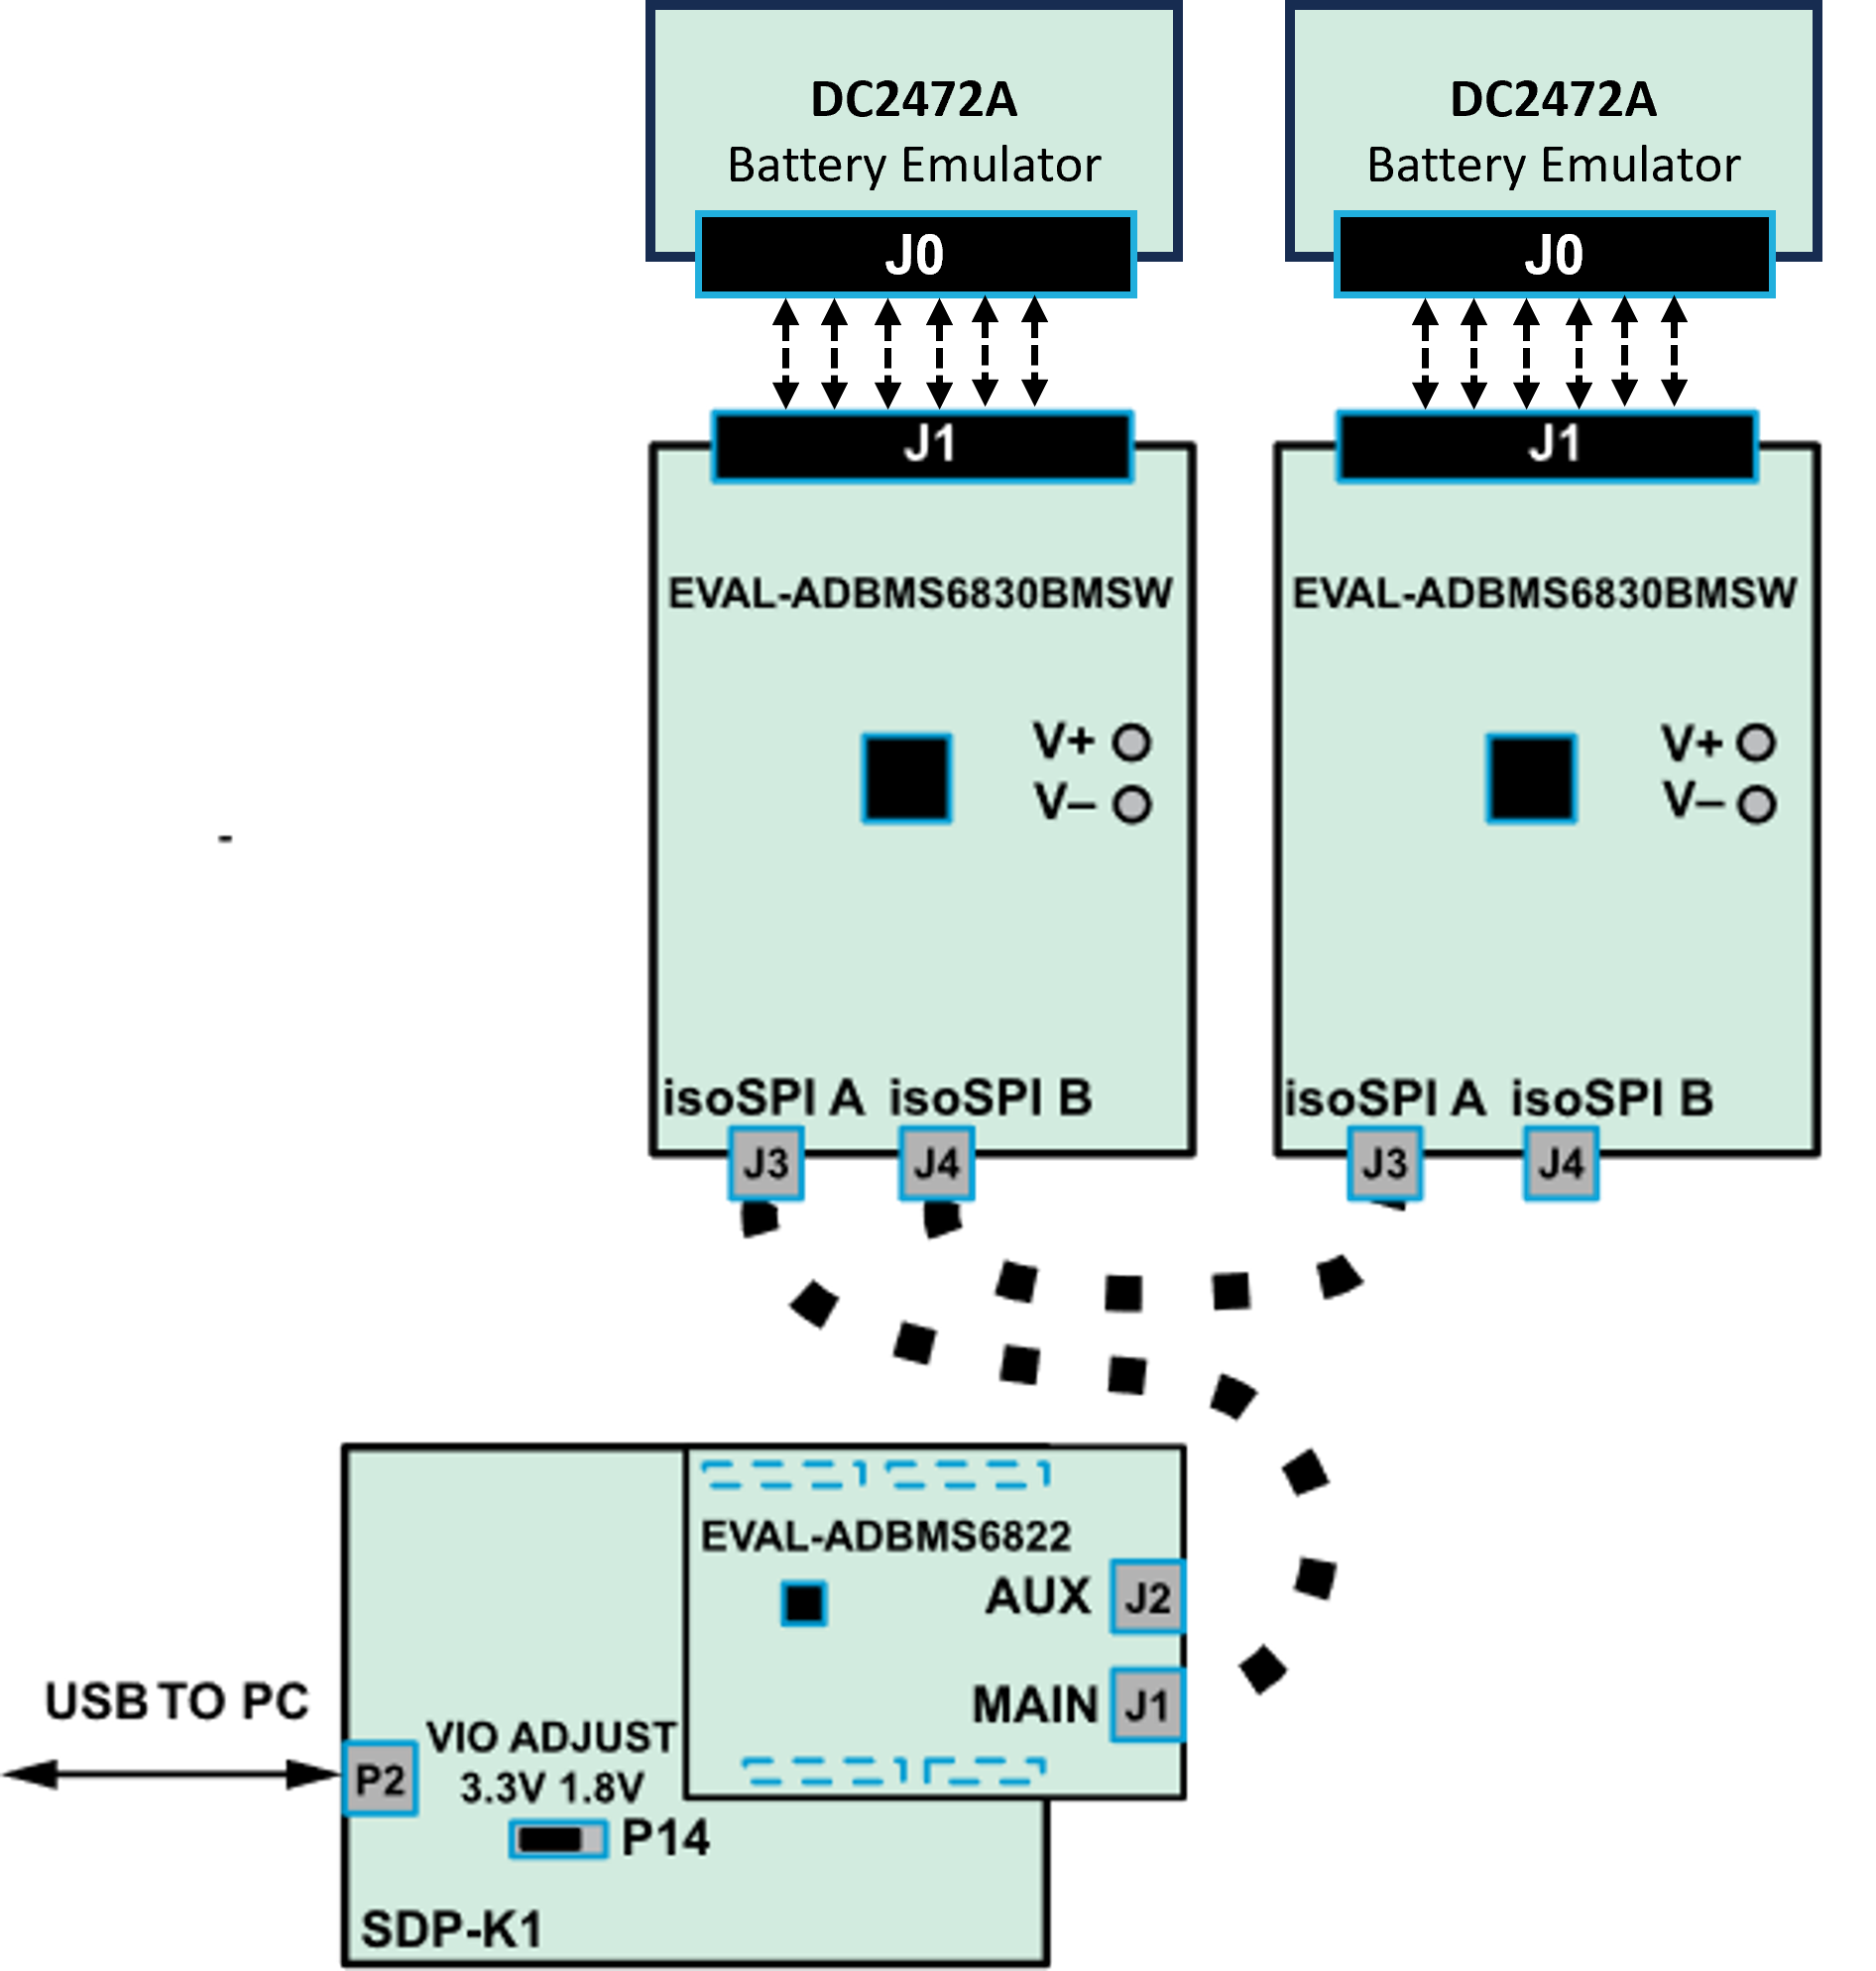 DC2472A
Battery Emulator
J0
DC2472A
Battery Emulator
J0
J1
EVAL-ADBMS6830BMSW
V+
V–
isoSPI A isoSPI B
J3 J4
J1
EVAL-ADBMS6830BMSW
V+
V–
isoSPI A isoSPI B
J3 J4
-
EVAL-ADBMS6822
AUX J2
MAIN J1
USB TO PC
P2
VIO ADJUST
3.3V 1.8V
P14
SDP-K1